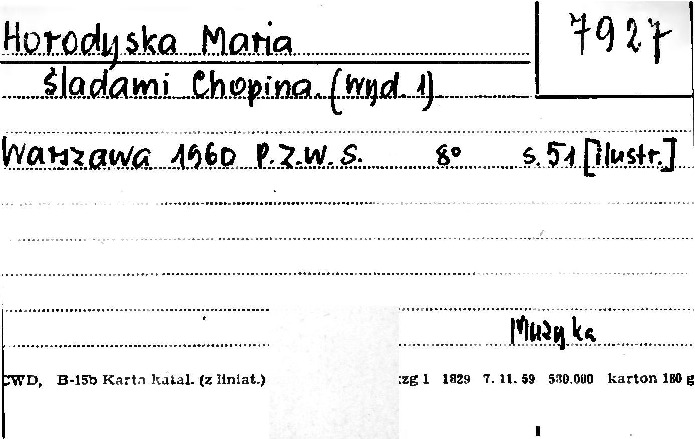 Horodyska Maria
7927
Śladami Chopina. (Wyd. 1)
Warszawa 1960 P.Z.W.S. 8° s. 51 [ilustr.]
Muzyka
CWD, B-15b Karta katal. (z liniat.) zg 1 1829 7. 11. 59 530.000 karton 180 g